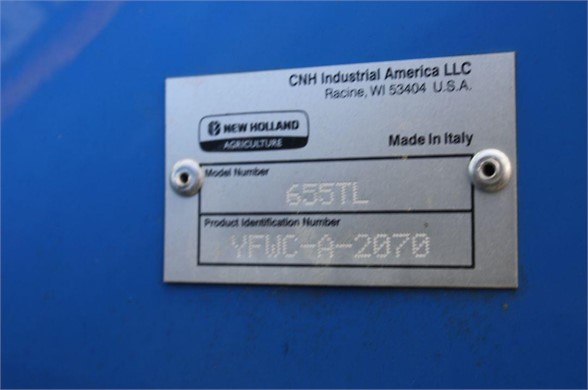 CNH Industrial America LLC
Racine, WI 53404 U.S.A.
NEW HOLLAND
AGRICULTURE
Made In Italy
Model Number
655TL
Product Identification Number
YFWC-A-2070